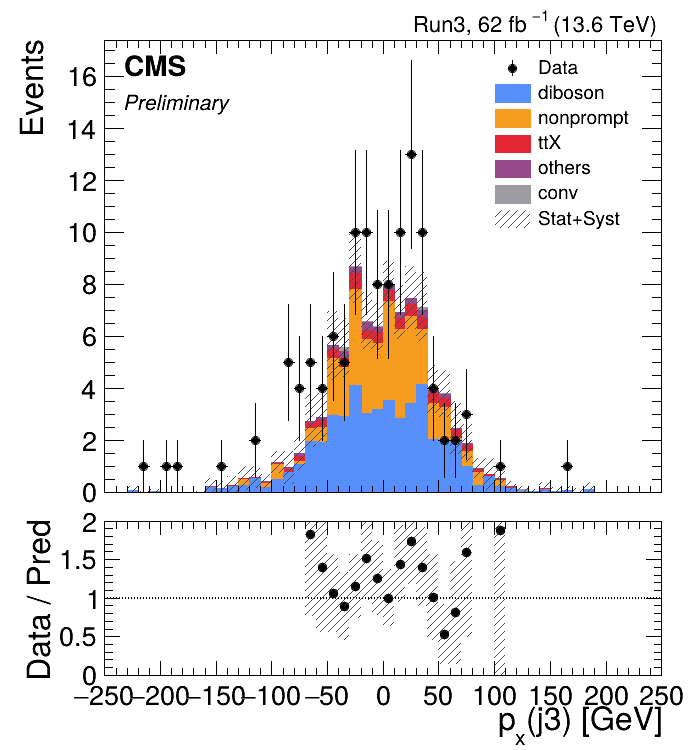 Run3, 62 fb⁻¹ (13.6 TeV)
CMS
Preliminary
Events
16
14
12
10
8
6
4
2
0
Data
diboson
nonprompt
ttX
others
conv
Stat+Syst
Data / Pred
2
1.5
1
0.5
0
−250 −200 −150 −100 −50 0 50 100 150 200 250
pₓ(j3) [GeV]